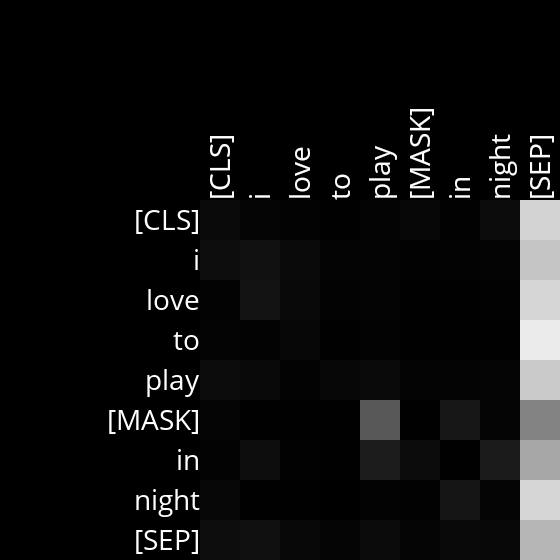 [CLS] i love to play [MASK] in night [SEP]
[CLS]
i
love
to
play
[MASK]
in
night
[SEP]